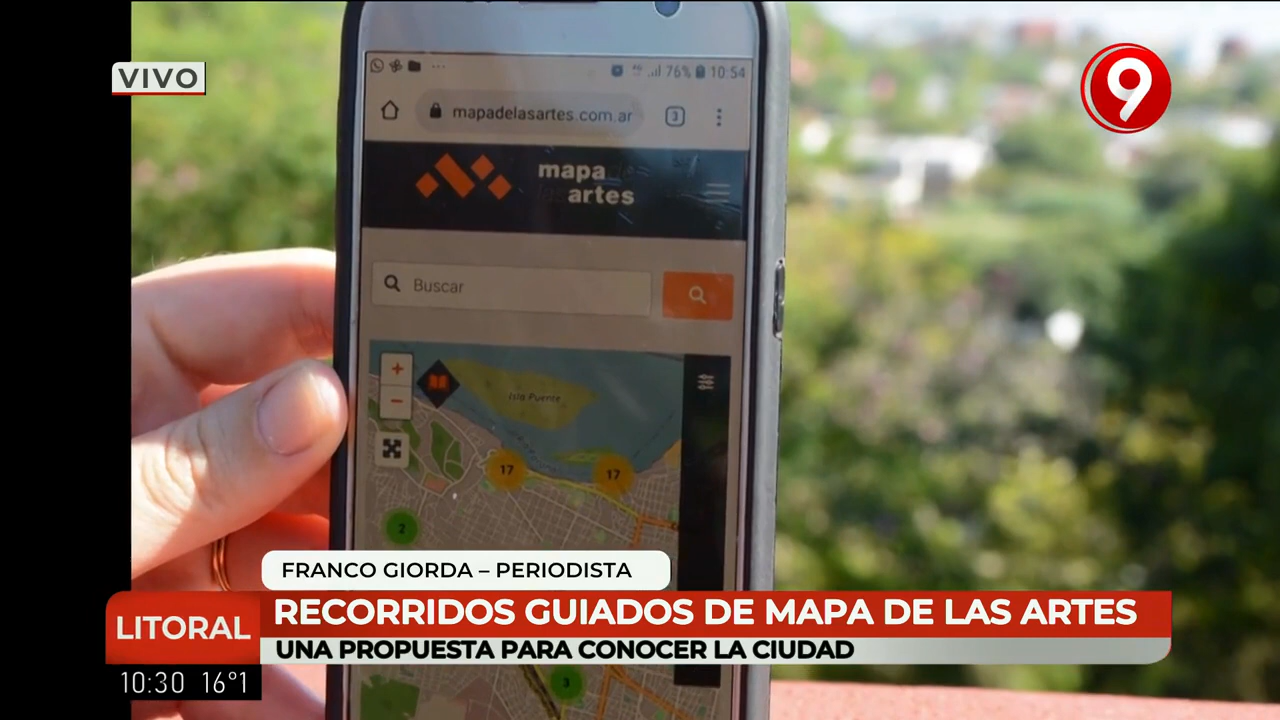 VIVO
9
76% 10:54
mapadelasartes.com.ar
3
mapa
artes
Buscar
+
Isla Puente
−
17
17
2
FRANCO GIORDA – PERIODISTA
LITORAL
RECORRIDOS GUIADOS DE MAPA DE LAS ARTES
UNA PROPUESTA PARA CONOCER LA CIUDAD
10:30 16°1
3